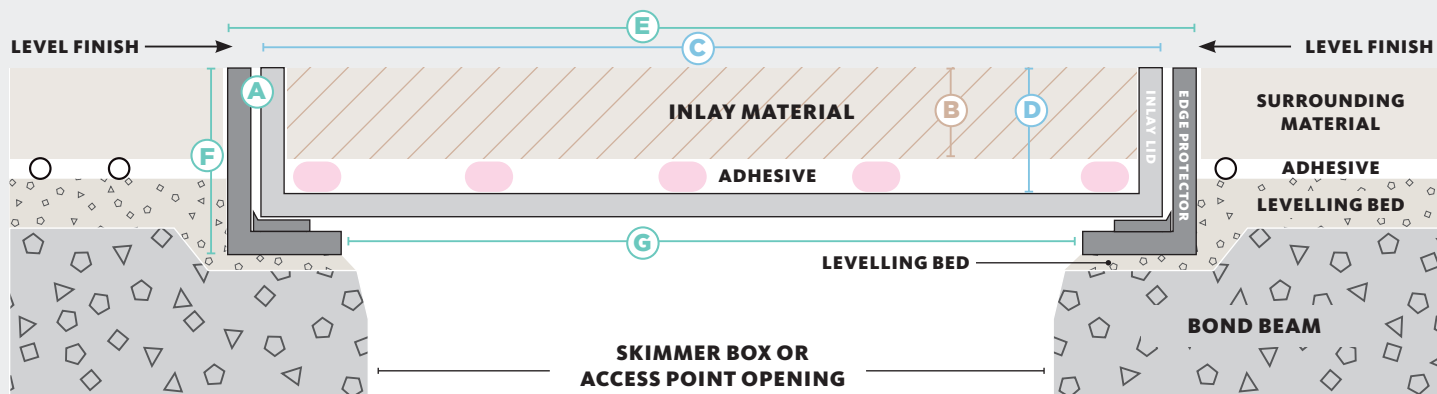 E
LEVEL FINISH
C
LEVEL FINISH
A
B
D
INLAY MATERIAL
INLAY LID
EDGE PROTECTOR
SURROUNDING
MATERIAL
F
ADHESIVE
ADHESIVE
LEVELLING BED
G
LEVELLING BED
BOND BEAM
SKIMMER BOX OR
ACCESS POINT OPENING